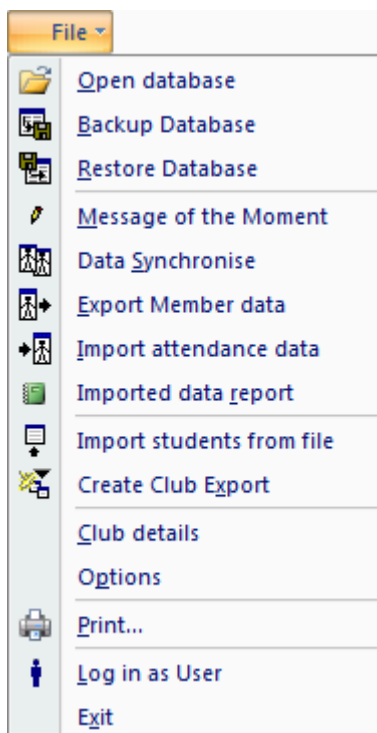 File
Open database
Backup Database
Restore Database
Message of the Moment
Data Synchronise
Export Member data
Import attendance data
Imported data report
Import students from file
Create Club Export
Club details
Options
Print...
Log in as User
Exit